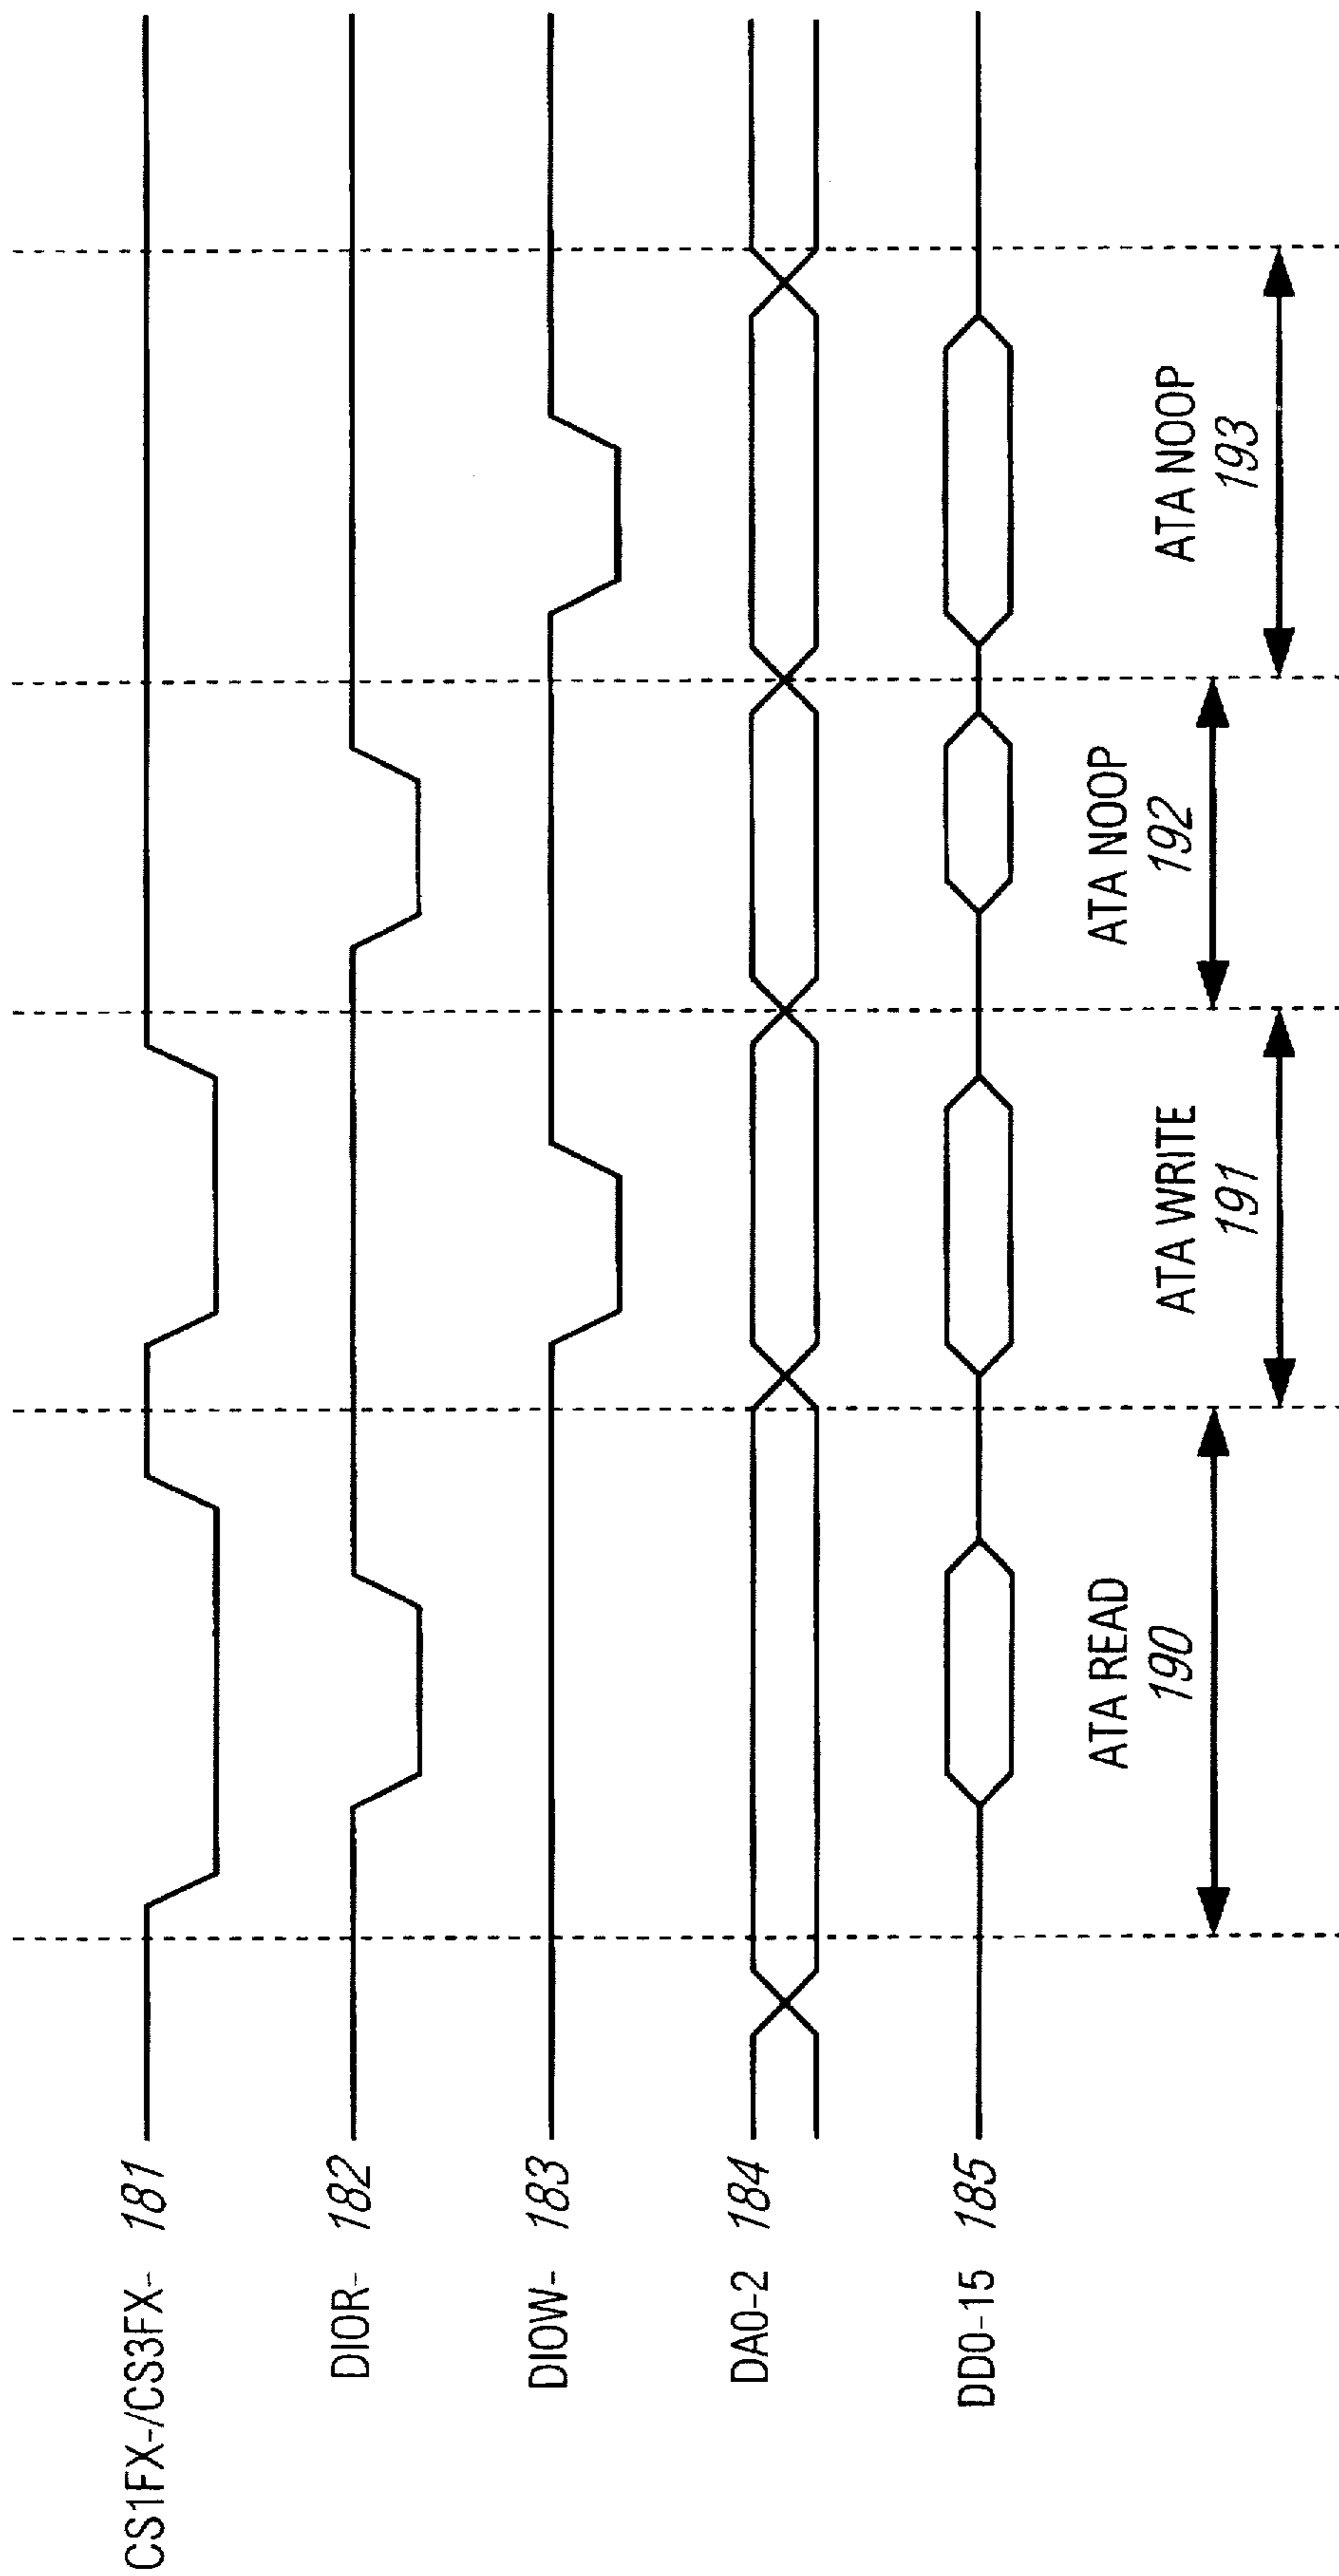 CS1FX-/CS3FX- 181
DIOR- 182
DIOW- 183
DA0-2 184
DD0-15 185
ATA READ
190
ATA WRITE
191
ATA NOOP
192
ATA NOOP
193